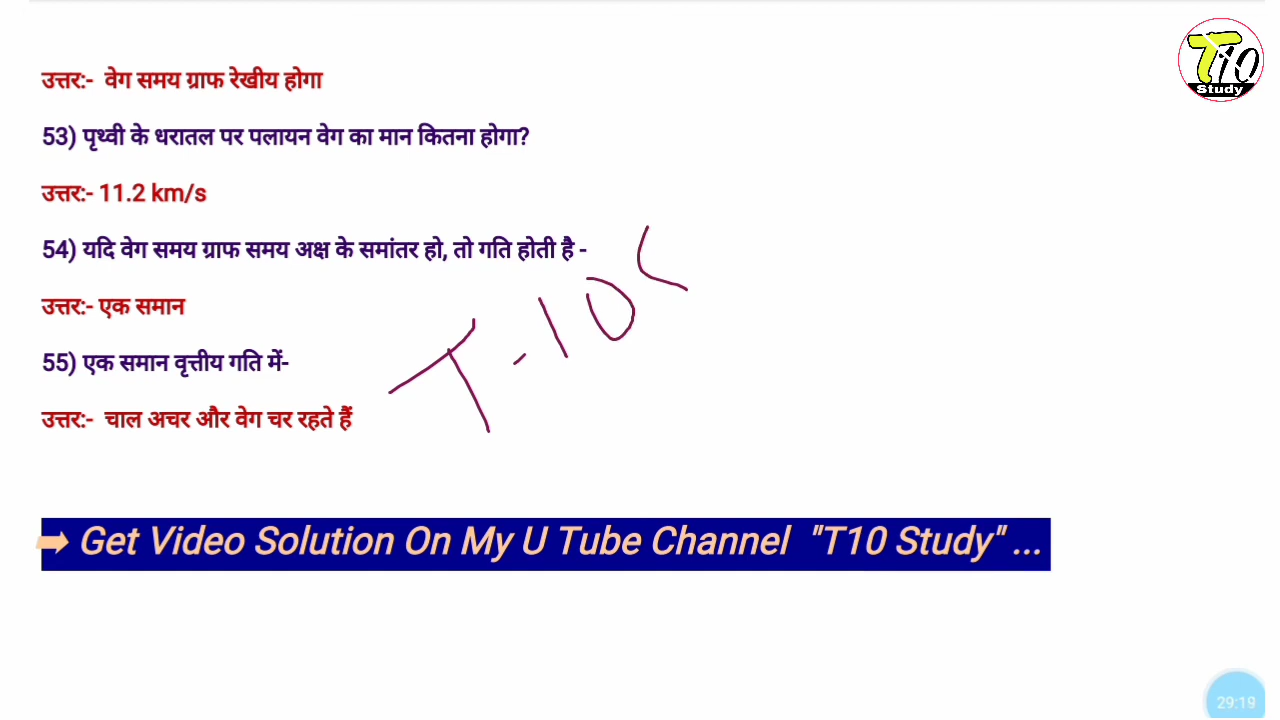 T10
Study
उत्तर:- वेग समय ग्राफ रेखीय होगा
53) पृथ्वी के धरातल पर पलायन वेग का मान कितना होगा?
उत्तर:- 11.2 km/s
54) यदि वेग समय ग्राफ समय अक्ष के समांतर हो, तो गति होती है -
उत्तर:- एक समान
55) एक समान वृत्तीय गति में-
उत्तर:- चाल अचर और वेग चर रहते हैं
T-10
➡ Get Video Solution On My U Tube Channel "T10 Study" ...
29:19